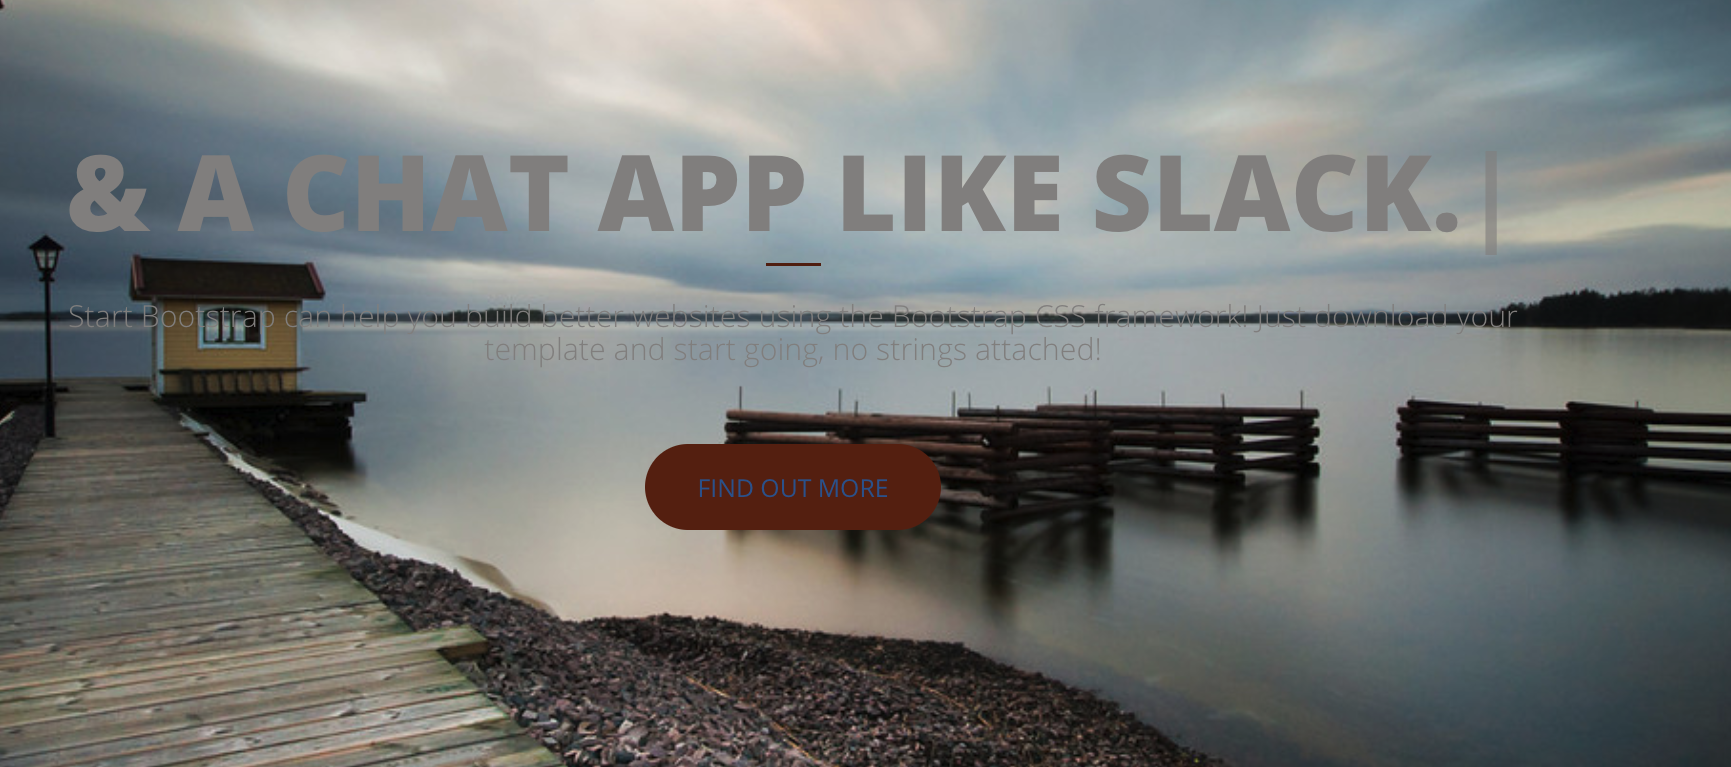 & A CHAT APP LIKE SLACK.|
Start Bootstrap can help you build better websites using the Bootstrap CSS framework! Just download your
template and start going, no strings attached!
FIND OUT MORE